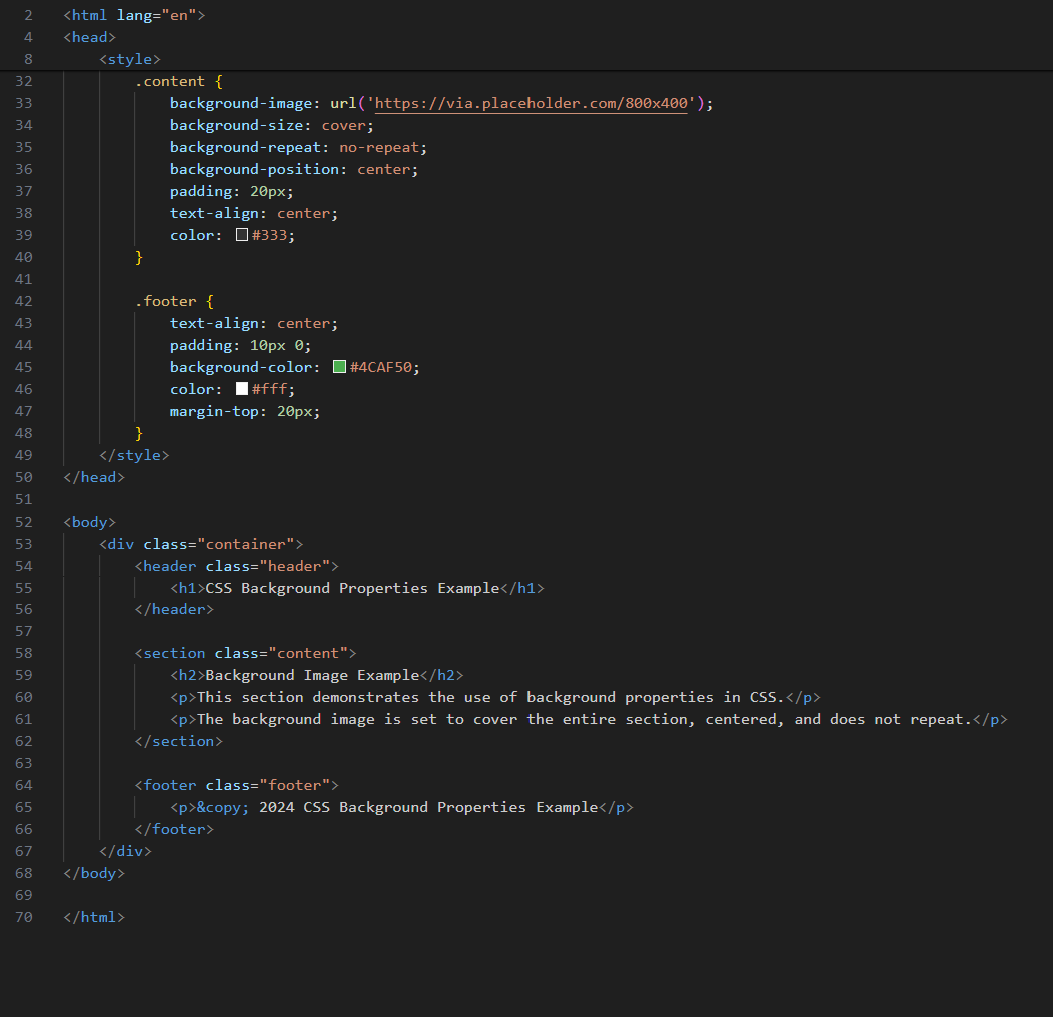 2 <html lang="en">
4 <head>
8 <style>
32 .content {
33 background-image: url('https://via.placeholder.com/800x400');
34 background-size: cover;
35 background-repeat: no-repeat;
36 background-position: center;
37 padding: 20px;
38 text-align: center;
39 color: #333;
40 }
41
42 .footer {
43 text-align: center;
44 padding: 10px 0;
45 background-color: #4CAF50;
46 color: #fff;
47 margin-top: 20px;
48 }
49 </style>
50 </head>
51
52 <body>
53 <div class="container">
54 <header class="header">
55 <h1>CSS Background Properties Example</h1>
56 </header>
57
58 <section class="content">
59 <h2>Background Image Example</h2>
60 <p>This section demonstrates the use of background properties in CSS.</p>
61 <p>The background image is set to cover the entire section, centered, and does not repeat.</p>
62 </section>
63
64 <footer class="footer">
65 <p>&copy; 2024 CSS Background Properties Example</p>
66 </footer>
67 </div>
68 </body>
69
70 </html>